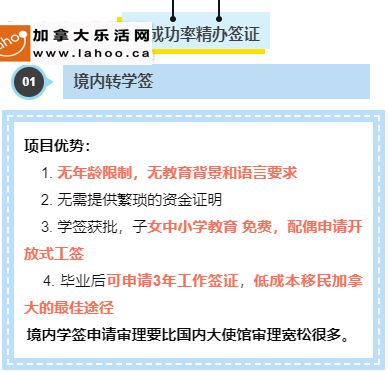 lahoo
加拿大乐活网
www.lahoo.ca
成功率精办签证
01
境内转学签
项目优势：
1. 无年龄限制，无教育背景和语言要求
2. 无需提供繁琐的资金证明
3. 学签获批，子女中小学教育 免费，配偶申请开
放式工签
4. 毕业后可申请3年工作签证，低成本移民加拿
大的最佳途径
境内学签申请审理要比国内大使馆审理宽松很多。